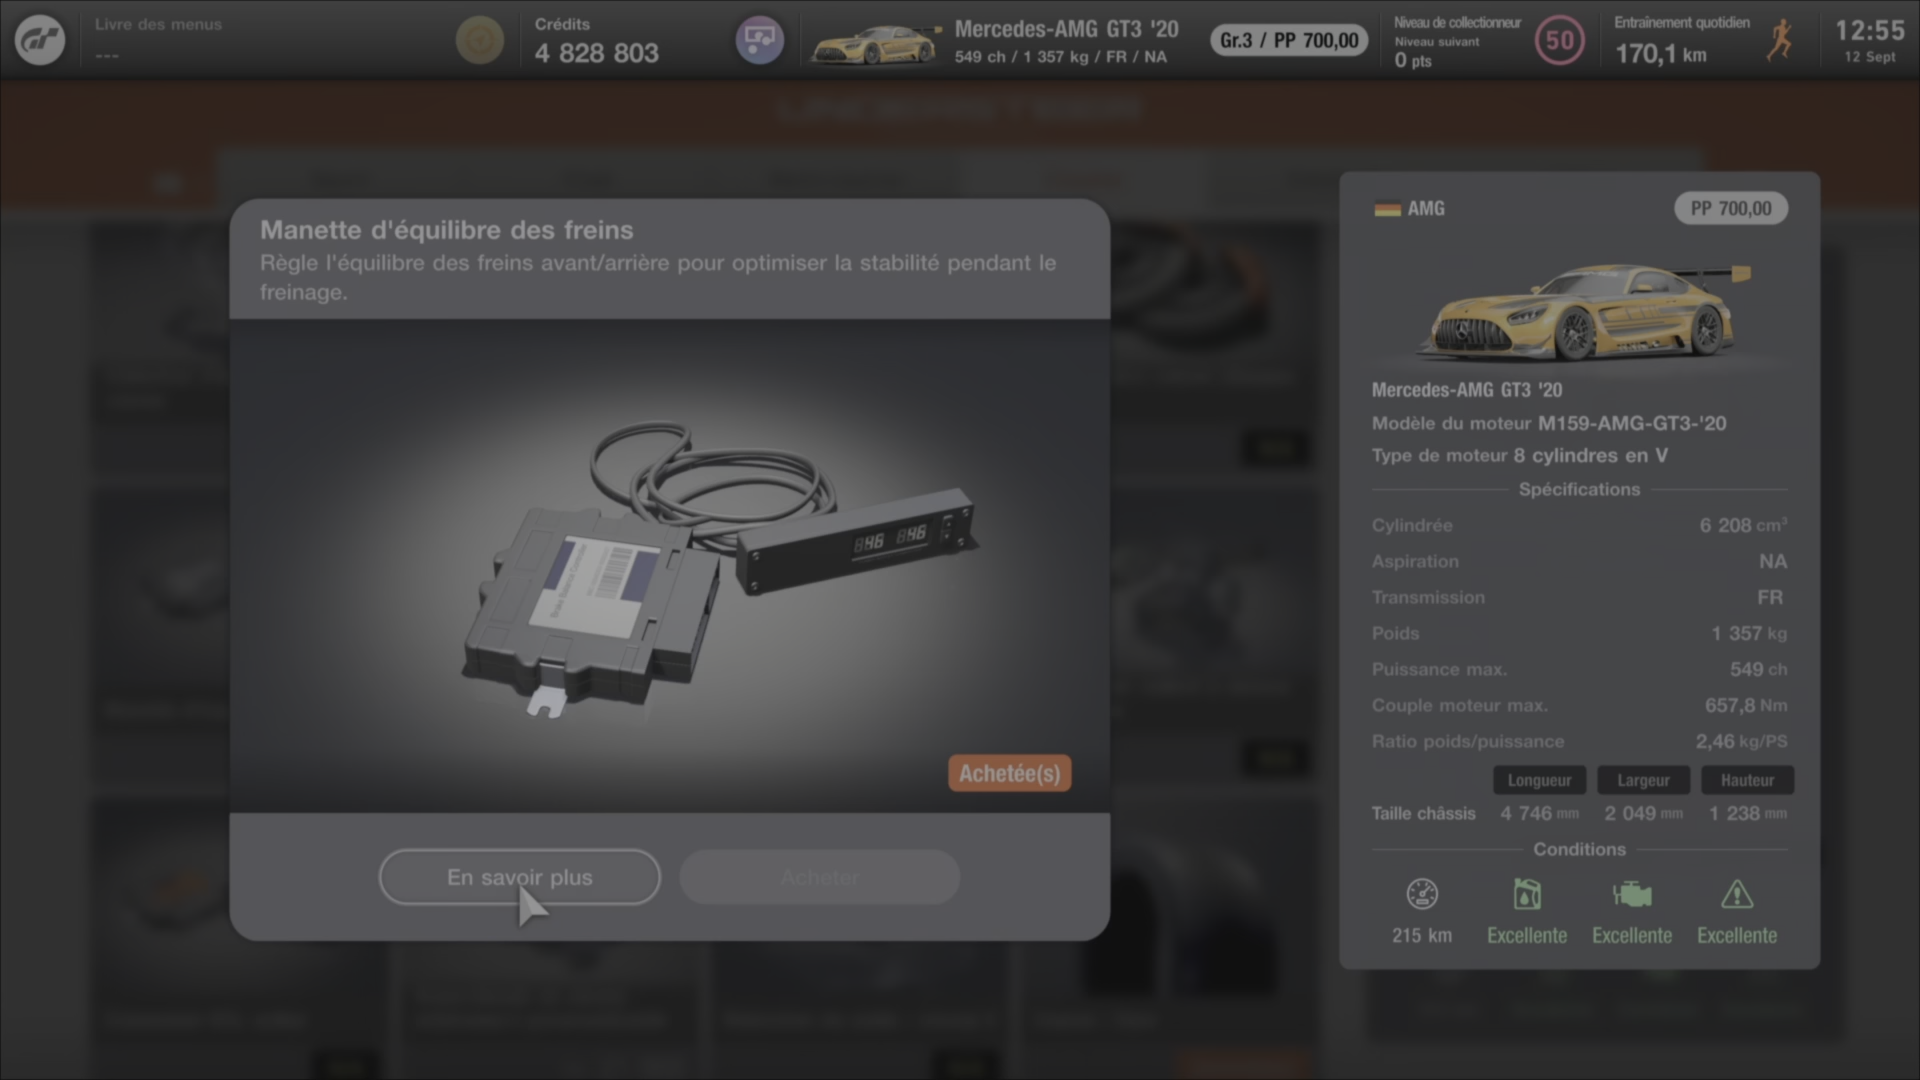 Livre des menus
---
Crédits
4 828 803
Mercedes-AMG GT3 '20
549 ch / 1 357 kg / FR / NA
Gr.3 / PP 700,00
Niveau de collectionneur
Niveau suivant
0 pts
50
Entraînement quotidien
170,1 km
12:55
12 Sept
Manette d'équilibre des freins
Règle l'équilibre des freins avant/arrière pour optimiser la stabilité pendant le
freinage.
Brake Balance Controller
Achetée(s)
En savoir plus
Acheter
AMG
PP 700,00
Mercedes-AMG GT3 '20
Modèle du moteur M159-AMG-GT3-'20
Type de moteur 8 cylindres en V
Spécifications
Cylindrée 6 208 cm³
Aspiration NA
Transmission FR
Poids 1 357 kg
Puissance max. 549 ch
Couple moteur max. 657,8 Nm
Ratio poids/puissance 2,46 kg/PS
Longueur Largeur Hauteur
Taille châssis 4 746 mm 2 049 mm 1 238 mm
Conditions
215 km Excellente Excellente Excellente